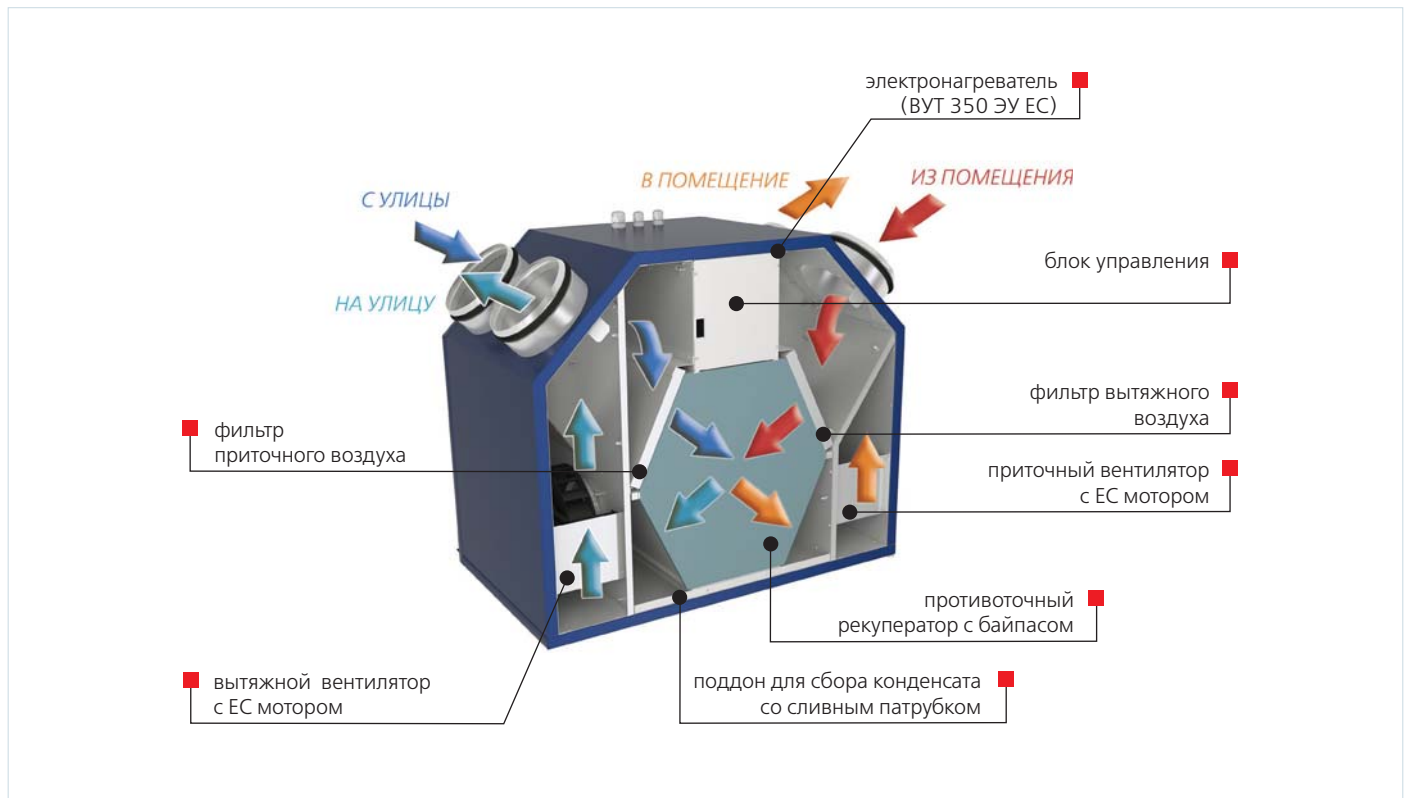 электронагреватель
(ВУТ 350 ЭУ ЕС)
С УЛИЦЫ
В ПОМЕЩЕНИЕ
ИЗ ПОМЕЩЕНИЯ
НА УЛИЦУ
блок управления
фильтр вытяжного
воздуха
фильтр
приточного воздуха
приточный вентилятор
с ЕС мотором
противоточный
рекуператор с байпасом
вытяжной вентилятор
с ЕС мотором
поддон для сбора конденсата
со сливным патрубком